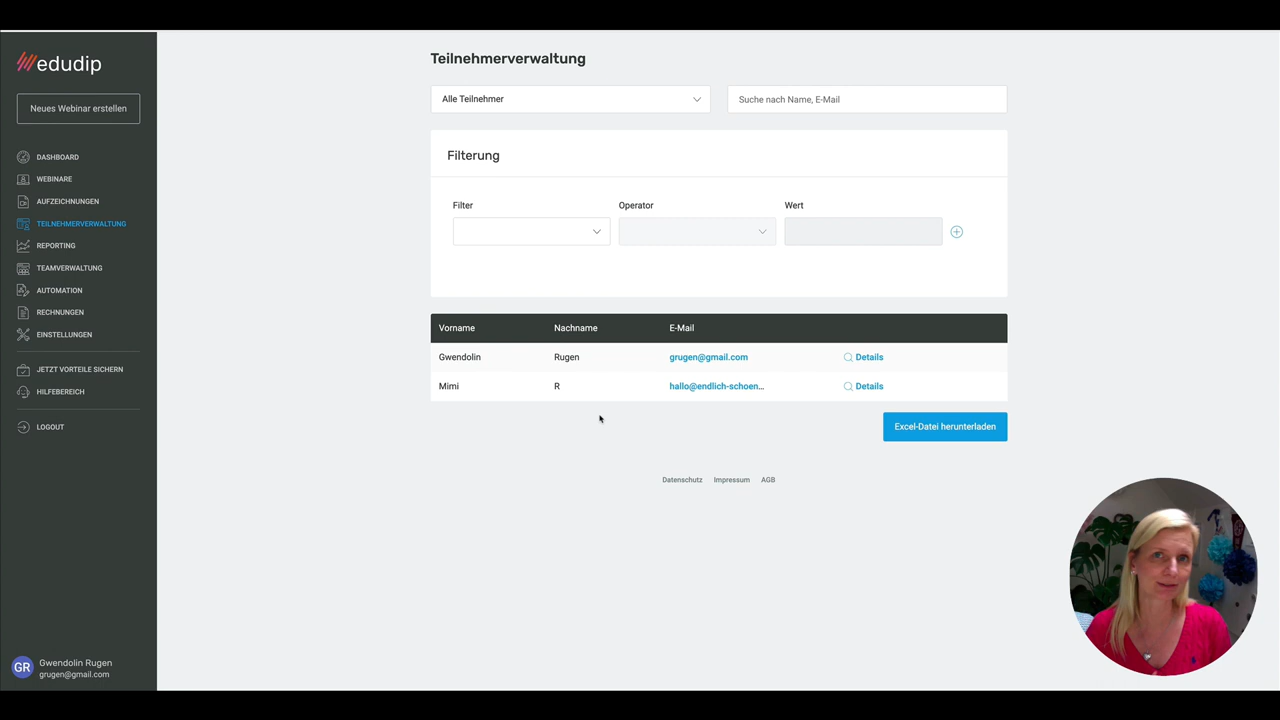 edudip
Neues Webinar erstellen
DASHBOARD
WEBINARE
AUFZEICHNUNGEN
TEILNEHMERVERWALTUNG
REPORTING
TEAMVERWALTUNG
AUTOMATION
RECHNUNGEN
EINSTELLUNGEN
JETZT VORTEILE SICHERN
HILFEBEREICH
LOGOUT
GR
Gwendolin Rugen
grugen@gmail.com
Teilnehmerverwaltung
Alle Teilnehmer
Suche nach Name, E-Mail
Filterung
Filter Operator Wert
Vorname Nachname E-Mail
Gwendolin Rugen grugen@gmail.com Details
Mimi R hallo@endlich-schoen... Details
Excel-Datei herunterladen
Datenschutz Impressum AGB